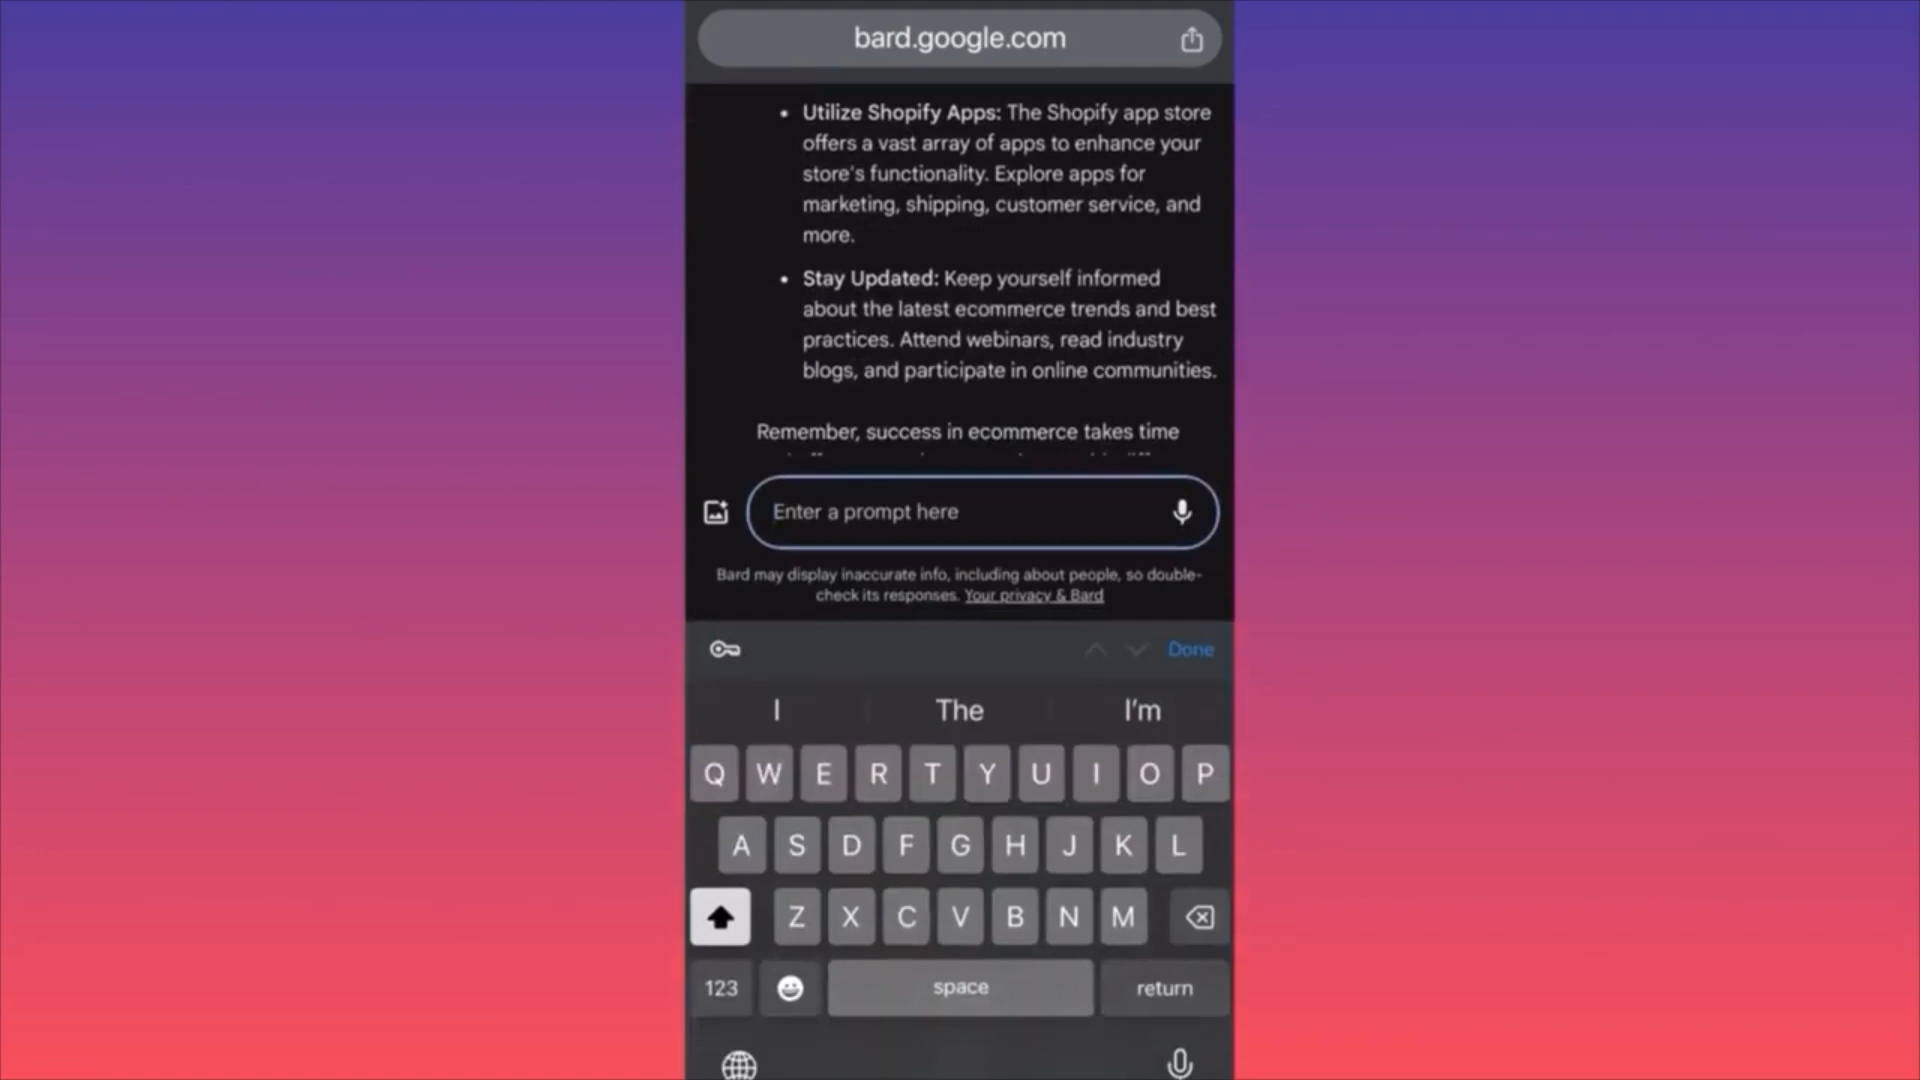 bard.google.com
• Utilize Shopify Apps: The Shopify app store
offers a vast array of apps to enhance your
store's functionality. Explore apps for
marketing, shipping, customer service, and
more.
• Stay Updated: Keep yourself informed
about the latest ecommerce trends and best
practices. Attend webinars, read industry
blogs, and participate in online communities.
Remember, success in ecommerce takes time
Enter a prompt here
Bard may display inaccurate info, including about people, so double-
check its responses. Your privacy & Bard
Done
I The I'm
Q W E R T Y U I O P
A S D F G H J K L
Z X C V B N M
123 space return